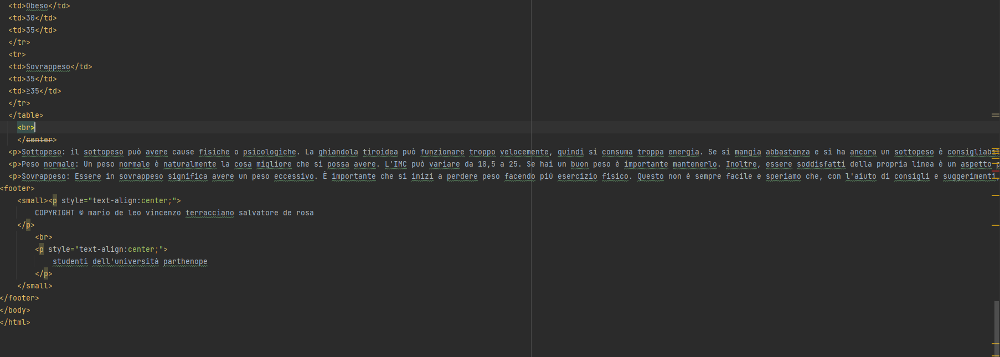 <td>Obeso</td>
<td>30</td>
<td>35</td>
</tr>
<tr>
<td>Sovrappeso</td>
<td>35</td>
<td>≥35</td>
</tr>
</table>
<br>
</center>
<p>Sottopeso: il sottopeso può avere cause fisiche o psicologiche. La ghiandola tiroidea può funzionare troppo velocemente, quindi si consuma troppa energia. Se si mangia abbastanza e si ha ancora un sottopeso è
<p>Peso normale: Un peso normale è naturalmente la cosa migliore che si possa avere. L'IMC può variare da 18,5 a 25. Se hai un buon peso è importante mantenerlo. Inoltre, essere soddisfatti della propria linea è un aspetto
<p>Sovrappeso: Essere in sovrappeso significa avere un peso eccessivo. È importante che si inizi a perdere peso facendo più esercizio fisico. Questo non è sempre facile e speriamo che, con l'aiuto di consigli e suggerimenti,
<footer>
<small><p style="text-align:center;">
COPYRIGHT © mario de leo vincenzo terracciano salvatore de rosa
</p>
<br>
<p style="text-align:center;">
studenti dell'università parthenope
</p>
</small>
</footer>
</body>
</html>